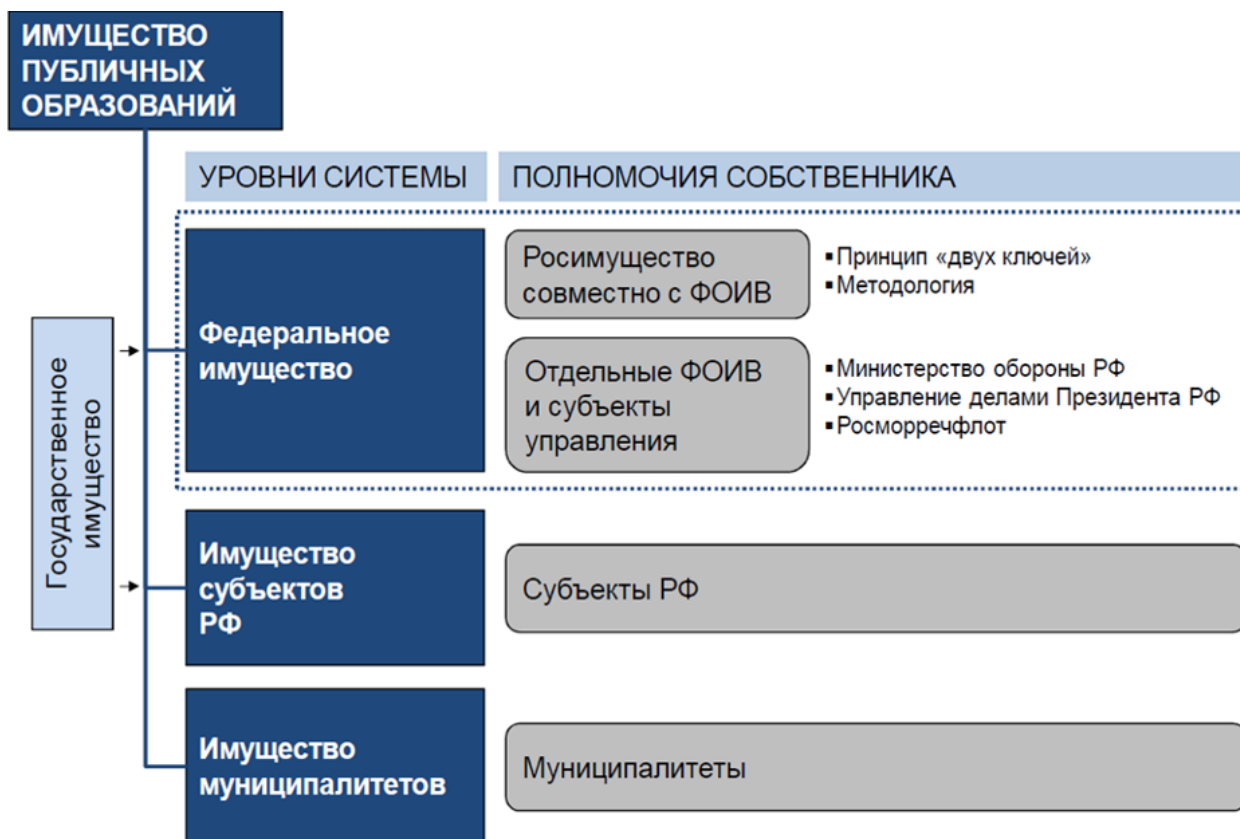 ИМУЩЕСТВО
ПУБЛИЧНЫХ
ОБРАЗОВАНИЙ
УРОВНИ СИСТЕМЫ
ПОЛНОМОЧИЯ СОБСТВЕННИКА
Государственное
имущество
Федеральное
имущество
Росимущество
совместно с ФОИВ
▪Принцип «двух ключей»
▪Методология
Отдельные ФОИВ
и субъекты
управления
▪Министерство обороны РФ
▪Управление делами Президента РФ
▪Росморречфлот
Имущество
субъектов
РФ
Субъекты РФ
Имущество
муниципалитетов
Муниципалитеты